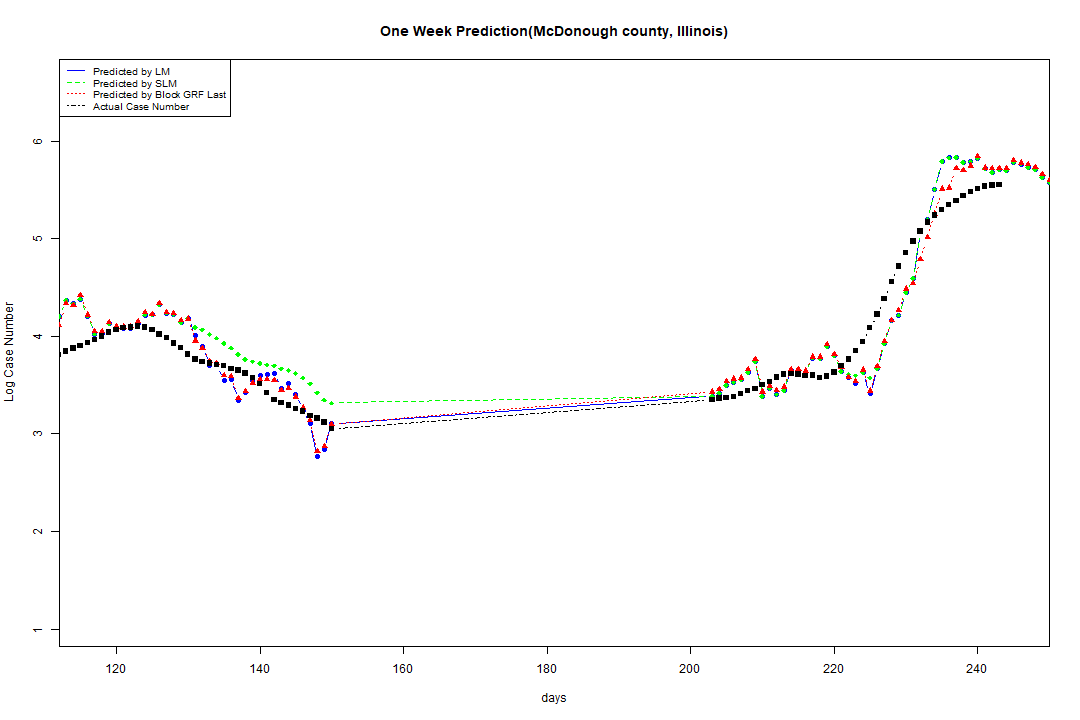 One Week Prediction(McDonough county, Illinois)
Predicted by LM
Predicted by SLM
Predicted by Block GRF Last
Actual Case Number
Log Case Number
6
5
4
3
2
1
120 140 160 180 200 220 240
days